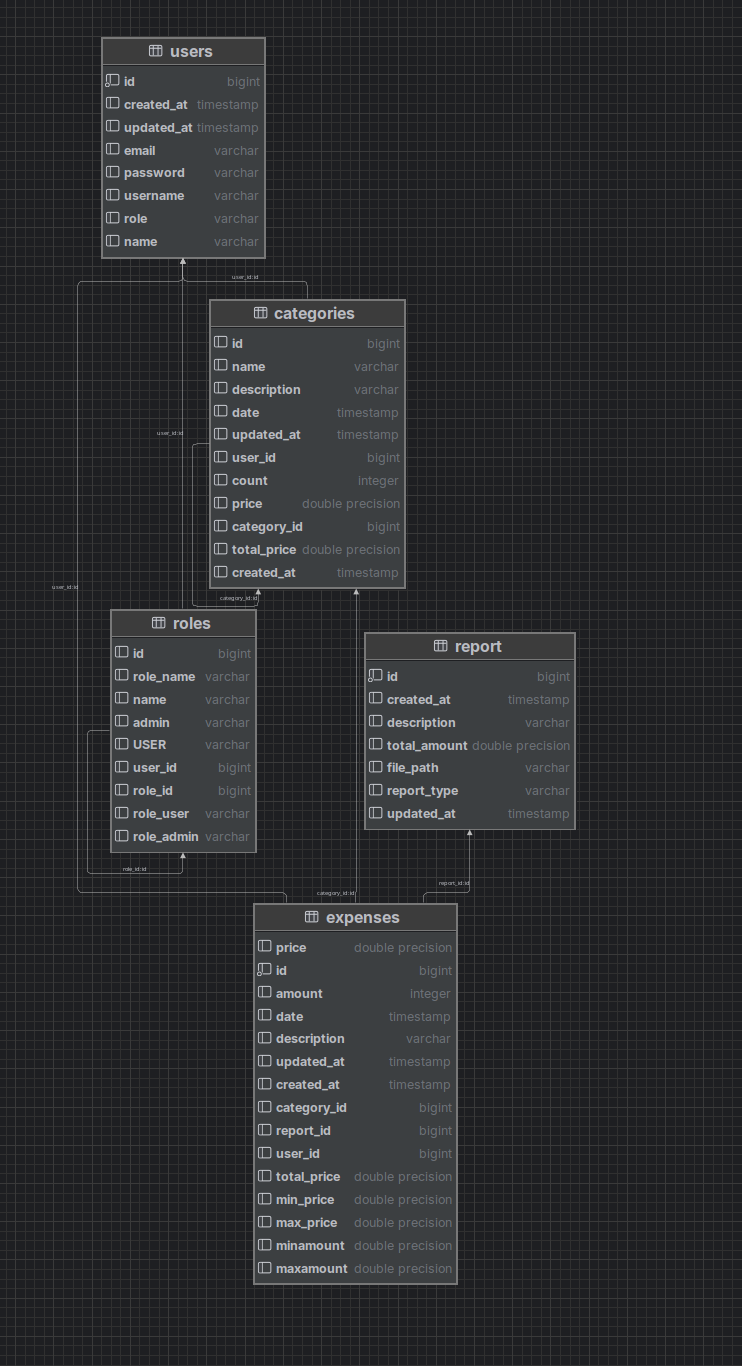 users
id bigint
created_at timestamp
updated_at timestamp
email varchar
password varchar
username varchar
role varchar
name varchar
user_id:id
categories
id bigint
name varchar
description varchar
date timestamp
updated_at timestamp
user_id bigint
count integer
price double precision
category_id bigint
total_price double precision
created_at timestamp
user_id:id
user_id:id
category_id:id
roles
id bigint
role_name varchar
name varchar
admin varchar
USER varchar
user_id bigint
role_id bigint
role_user varchar
role_admin varchar
role_id:id
report
id bigint
created_at timestamp
description varchar
total_amount double precision
file_path varchar
report_type varchar
updated_at timestamp
category_id:id
report_id:id
expenses
price double precision
id bigint
amount integer
date timestamp
description varchar
updated_at timestamp
created_at timestamp
category_id bigint
report_id bigint
user_id bigint
total_price double precision
min_price double precision
max_price double precision
minamount double precision
maxamount double precision